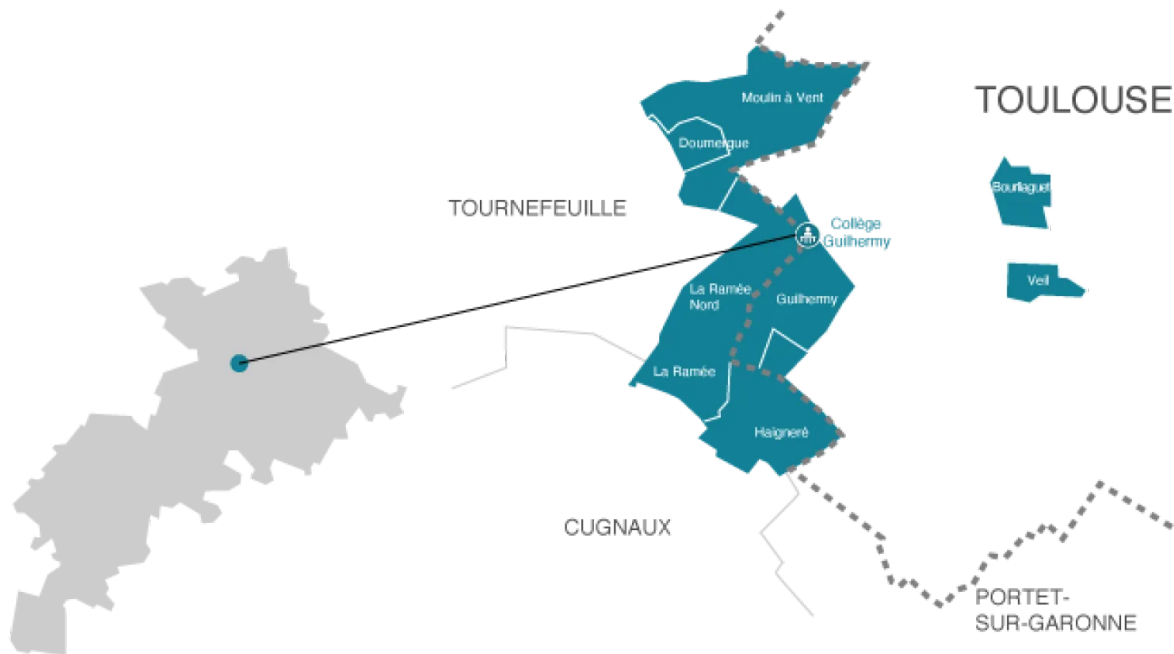 Moulin à Vent
TOULOUSE
Doumergue
Bourliaguet
TOURNEFEUILLE
Collège
Guilhermy
Veil
La Ramée
Nord
Guilhermy
La Ramée
Haigneré
CUGNAUX
PORTET-
SUR-GARONNE